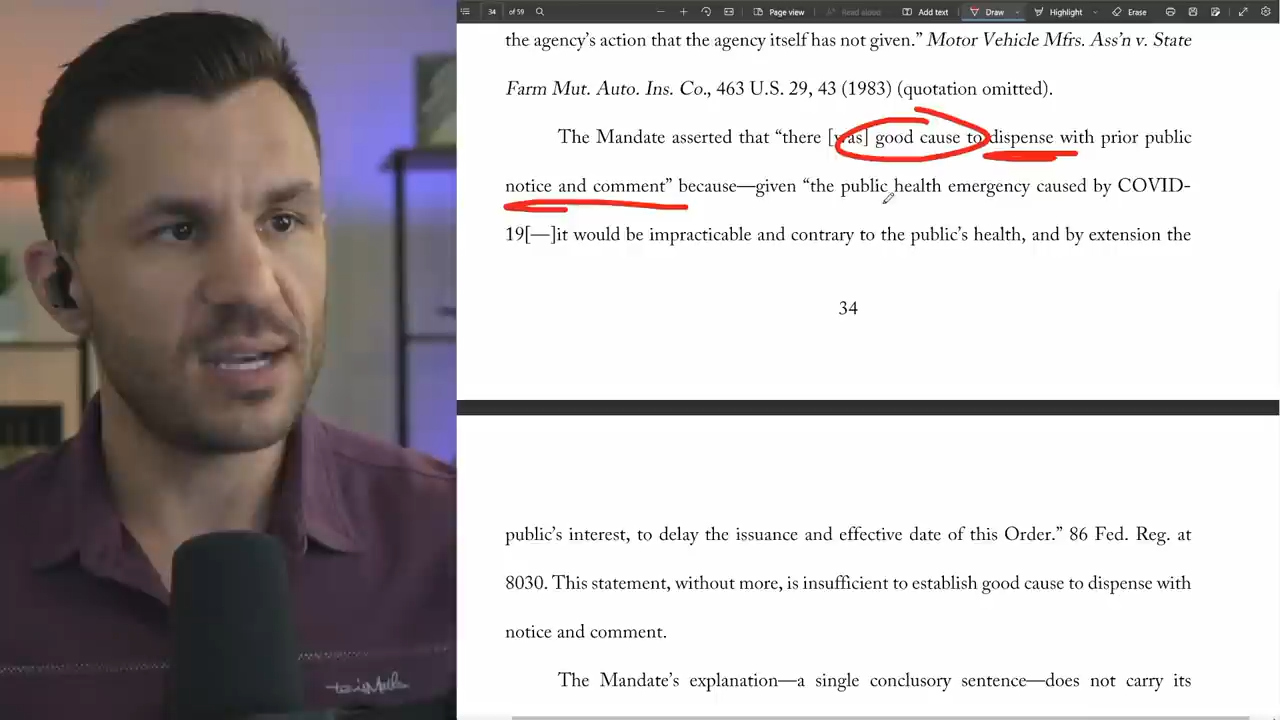 34 of 59
Page view
Read aloud
Add text
Draw
Highlight
Erase
the agency’s action that the agency itself has not given.” Motor Vehicle Mfrs. Ass’n v. State
Farm Mut. Auto. Ins. Co., 463 U.S. 29, 43 (1983) (quotation omitted).
The Mandate asserted that “there [was] good cause to dispense with prior public
notice and comment” because—given “the public health emergency caused by COVID-
19[—]it would be impracticable and contrary to the public’s health, and by extension the
34
public’s interest, to delay the issuance and effective date of this Order.” 86 Fed. Reg. at
8030. This statement, without more, is insufficient to establish good cause to dispense with
notice and comment.
The Mandate’s explanation—a single conclusory sentence—does not carry its